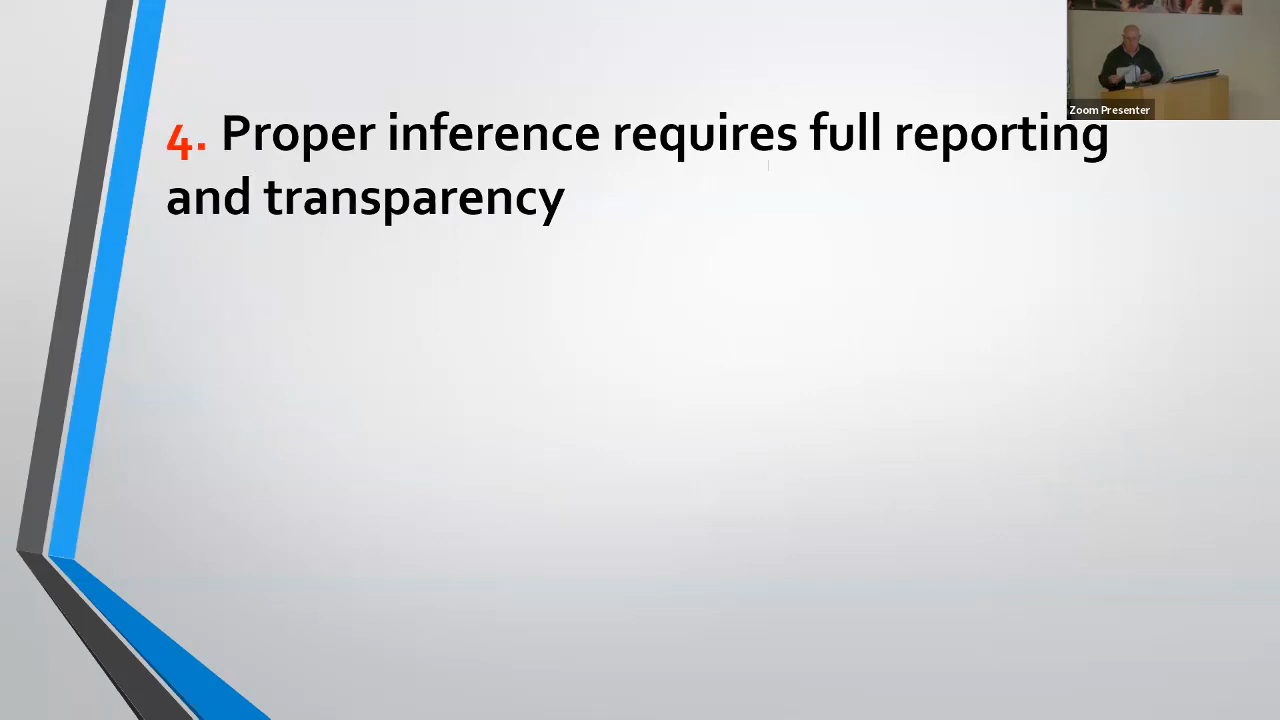 Zoom Presenter
4. Proper inference requires full reporting
and transparency